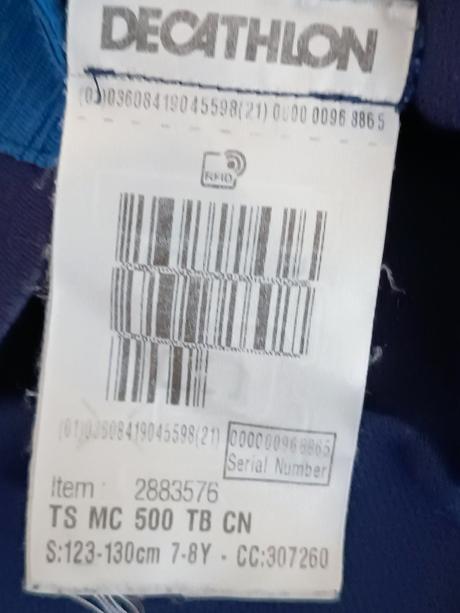 DECATHLON
(01)03608419045598(21) 0000 0096 8865
RFID
(01)03608419045598(21)
000000968865
Serial Number
Item : 2883576
TS MC 500 TB CN
S:123-130cm 7-8Y - CC:307260